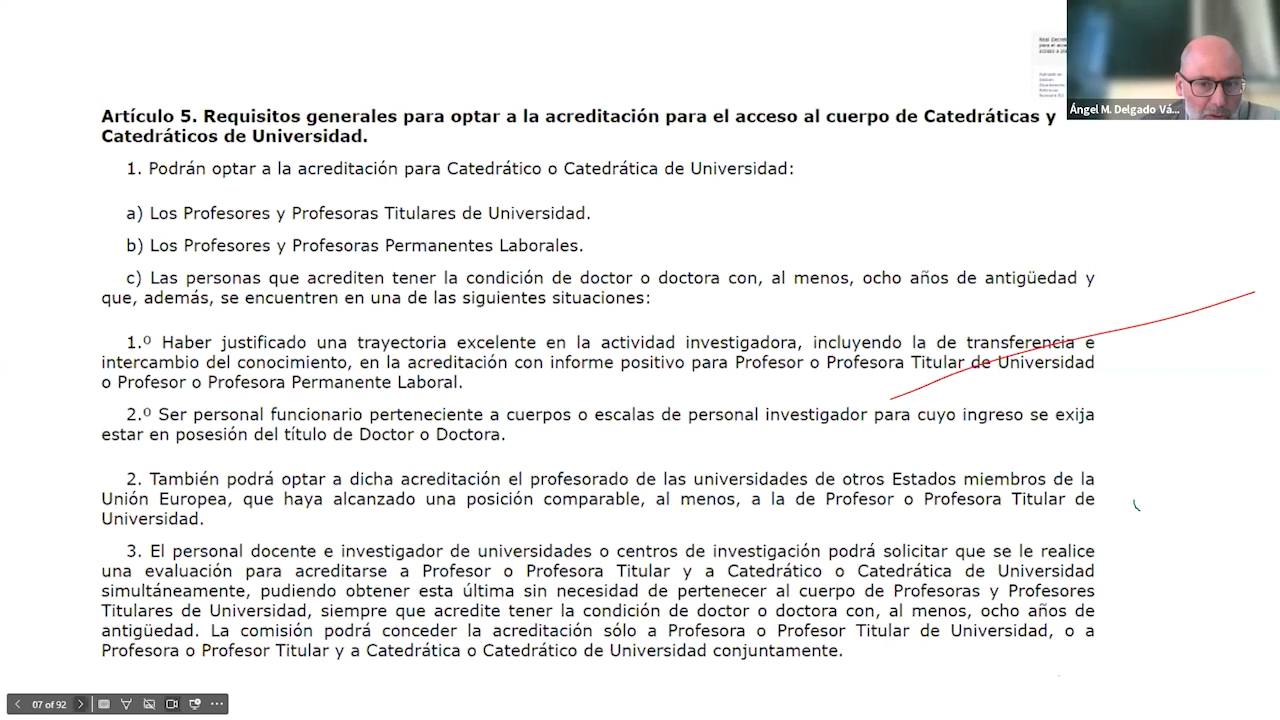 Artículo 5. Requisitos generales para optar a la acreditación para el acceso al cuerpo de Catedráticas y
Catedráticos de Universidad.
1. Podrán optar a la acreditación para Catedrático o Catedrática de Universidad:
a) Los Profesores y Profesoras Titulares de Universidad.
b) Los Profesores y Profesoras Permanentes Laborales.
c) Las personas que acrediten tener la condición de doctor o doctora con, al menos, ocho años de antigüedad y
que, además, se encuentren en una de las siguientes situaciones:
1.º Haber justificado una trayectoria excelente en la actividad investigadora, incluyendo la de transferencia e
intercambio del conocimiento, en la acreditación con informe positivo para Profesor o Profesora Titular de Universidad
o Profesor o Profesora Permanente Laboral.
2.º Ser personal funcionario perteneciente a cuerpos o escalas de personal investigador para cuyo ingreso se exija
estar en posesión del título de Doctor o Doctora.
2. También podrá optar a dicha acreditación el profesorado de las universidades de otros Estados miembros de la
Unión Europea, que haya alcanzado una posición comparable, al menos, a la de Profesor o Profesora Titular de
Universidad.
3. El personal docente e investigador de universidades o centros de investigación podrá solicitar que se le realice
una evaluación para acreditarse a Profesor o Profesora Titular y a Catedrático o Catedrática de Universidad
simultáneamente, pudiendo obtener esta última sin necesidad de pertenecer al cuerpo de Profesoras y Profesores
Titulares de Universidad, siempre que acredite tener la condición de doctor o doctora con, al menos, ocho años de
antigüedad. La comisión podrá conceder la acreditación sólo a Profesora o Profesor Titular de Universidad, o a
Profesora o Profesor Titular y a Catedrática o Catedrático de Universidad conjuntamente.
Ángel M. Delgado Vá...
07 of 92